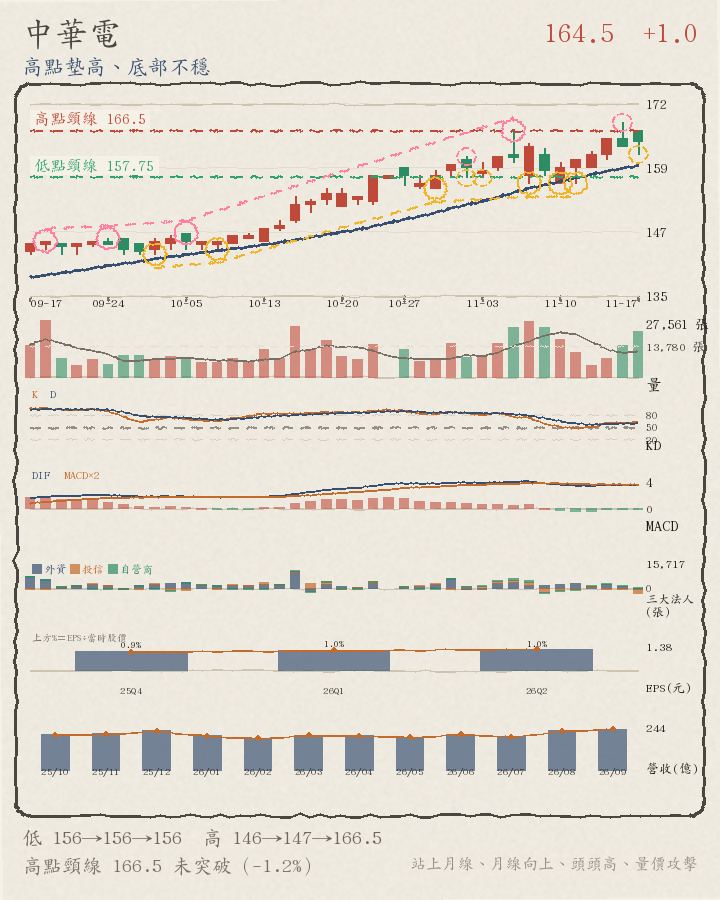 中華電 164.5 +1.0
高點墊高、底部不穩
172
高點頸線 166.5
低點頸線 157.75
159
147
135
09-17 09-24 10-05 10-13 10-20 10-27 11-03 11-10 11-17
27,561 張
13,780 張
量
K D
80
50
20
KD
DIF MACD×2
4
0
MACD
外資 投信 自營商
15,717
0
三大法人
(張)
上方%=EPS÷當時股價
0.9% 1.0% 1.0%
1.38
25Q4 26Q1 26Q2
EPS(元)
244
25/10 25/11 25/12 26/01 26/02 26/03 26/04 26/05 26/06 26/07 26/08 26/09
營收(億)
低 156→156→156 高 146→147→166.5
高點頸線 166.5 未突破 (-1.2%)
站上月線、月線向上、頭頭高、量價攻擊